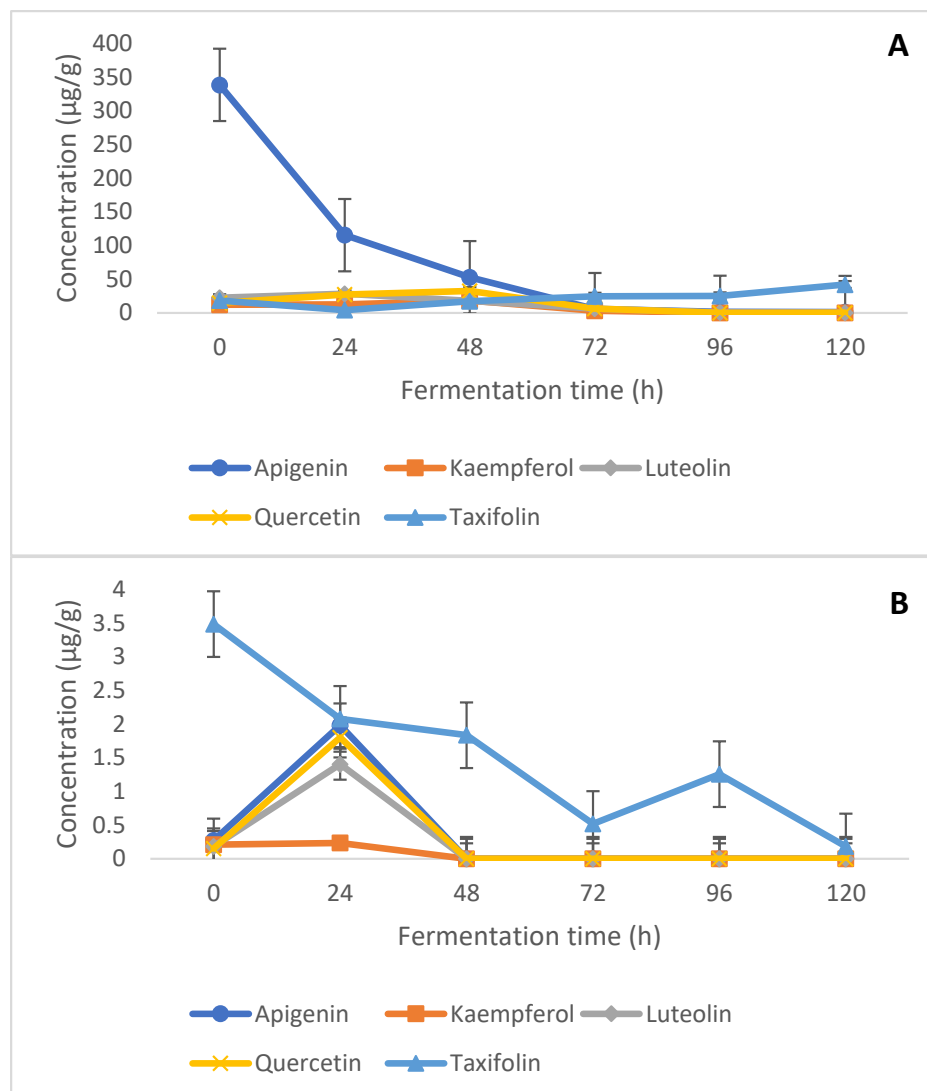 A
400
350
300
250
200
150
100
50
0
Concentration (µg/g)
0 24 48 72 96 120
Fermentation time (h)
Apigenin Kaempferol Luteolin
Quercetin Taxifolin
B
4
3.5
3
2.5
2
1.5
1
0.5
0
Concentration (µg/g)
0 24 48 72 96 120
Fermentation time (h)
Apigenin Kaempferol Luteolin
Quercetin Taxifolin